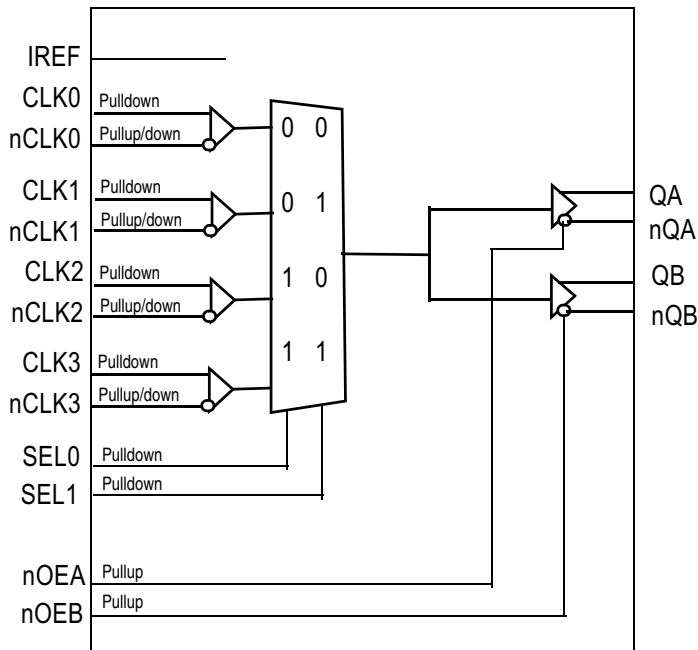 IREF
CLK0 Pulldown
nCLK0 Pullup/down
0 0
CLK1 Pulldown
nCLK1 Pullup/down
0 1
QA
nQA
CLK2 Pulldown
nCLK2 Pullup/down
1 0
QB
nQB
CLK3 Pulldown
nCLK3 Pullup/down
1 1
SEL0 Pulldown
SEL1 Pulldown
nOEA Pullup
nOEB Pullup